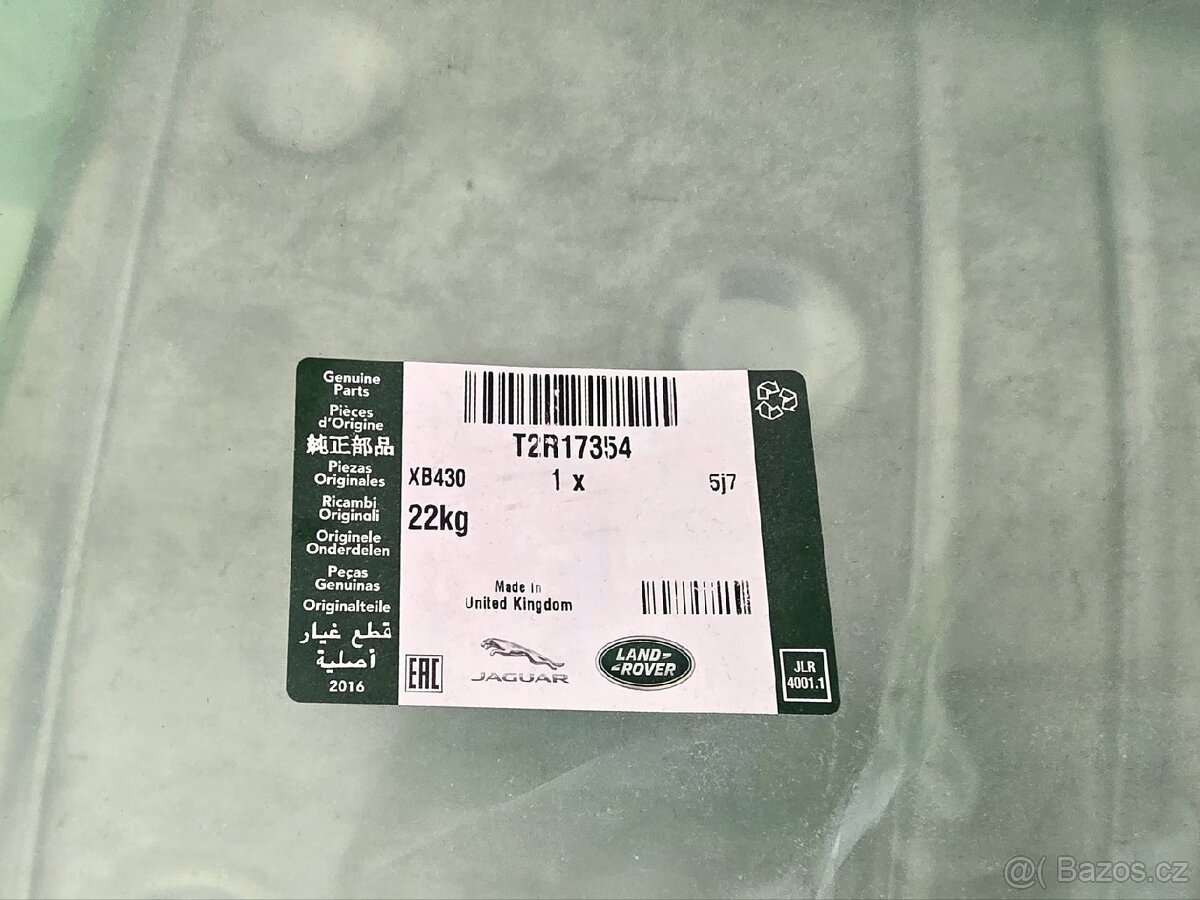 Genuine
Parts
Pièces
d'Origine
純正部品
Piezas
Originales
Ricambi
Originali
Originele
Onderdelen
Peças
Genuinas
Originalteile
قطع غيار
أصلية
2016
T2R17354
XB430 1 x 5j7
22kg
Made in
United Kingdom
EAC
JAGUAR
LAND-
-ROVER
JLR
4001.1
@( Bazos.cz